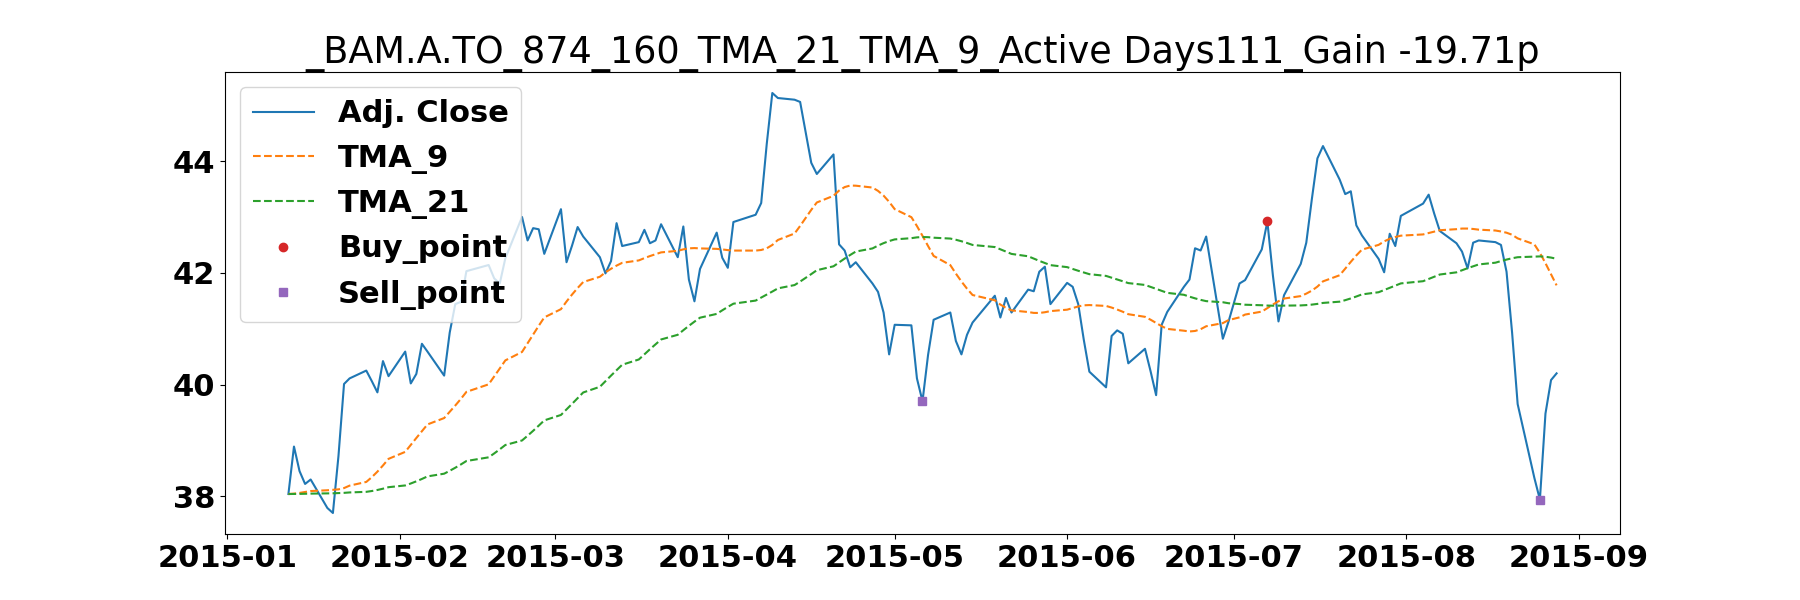 _BAM.A.TO_874_160_TMA_21_TMA_9_Active Days111_Gain -19.71p
Adj. Close
TMA_9
TMA_21
Buy_point
Sell_point
44
42
40
38
2015-01 2015-02 2015-03 2015-04 2015-05 2015-06 2015-07 2015-08 2015-09